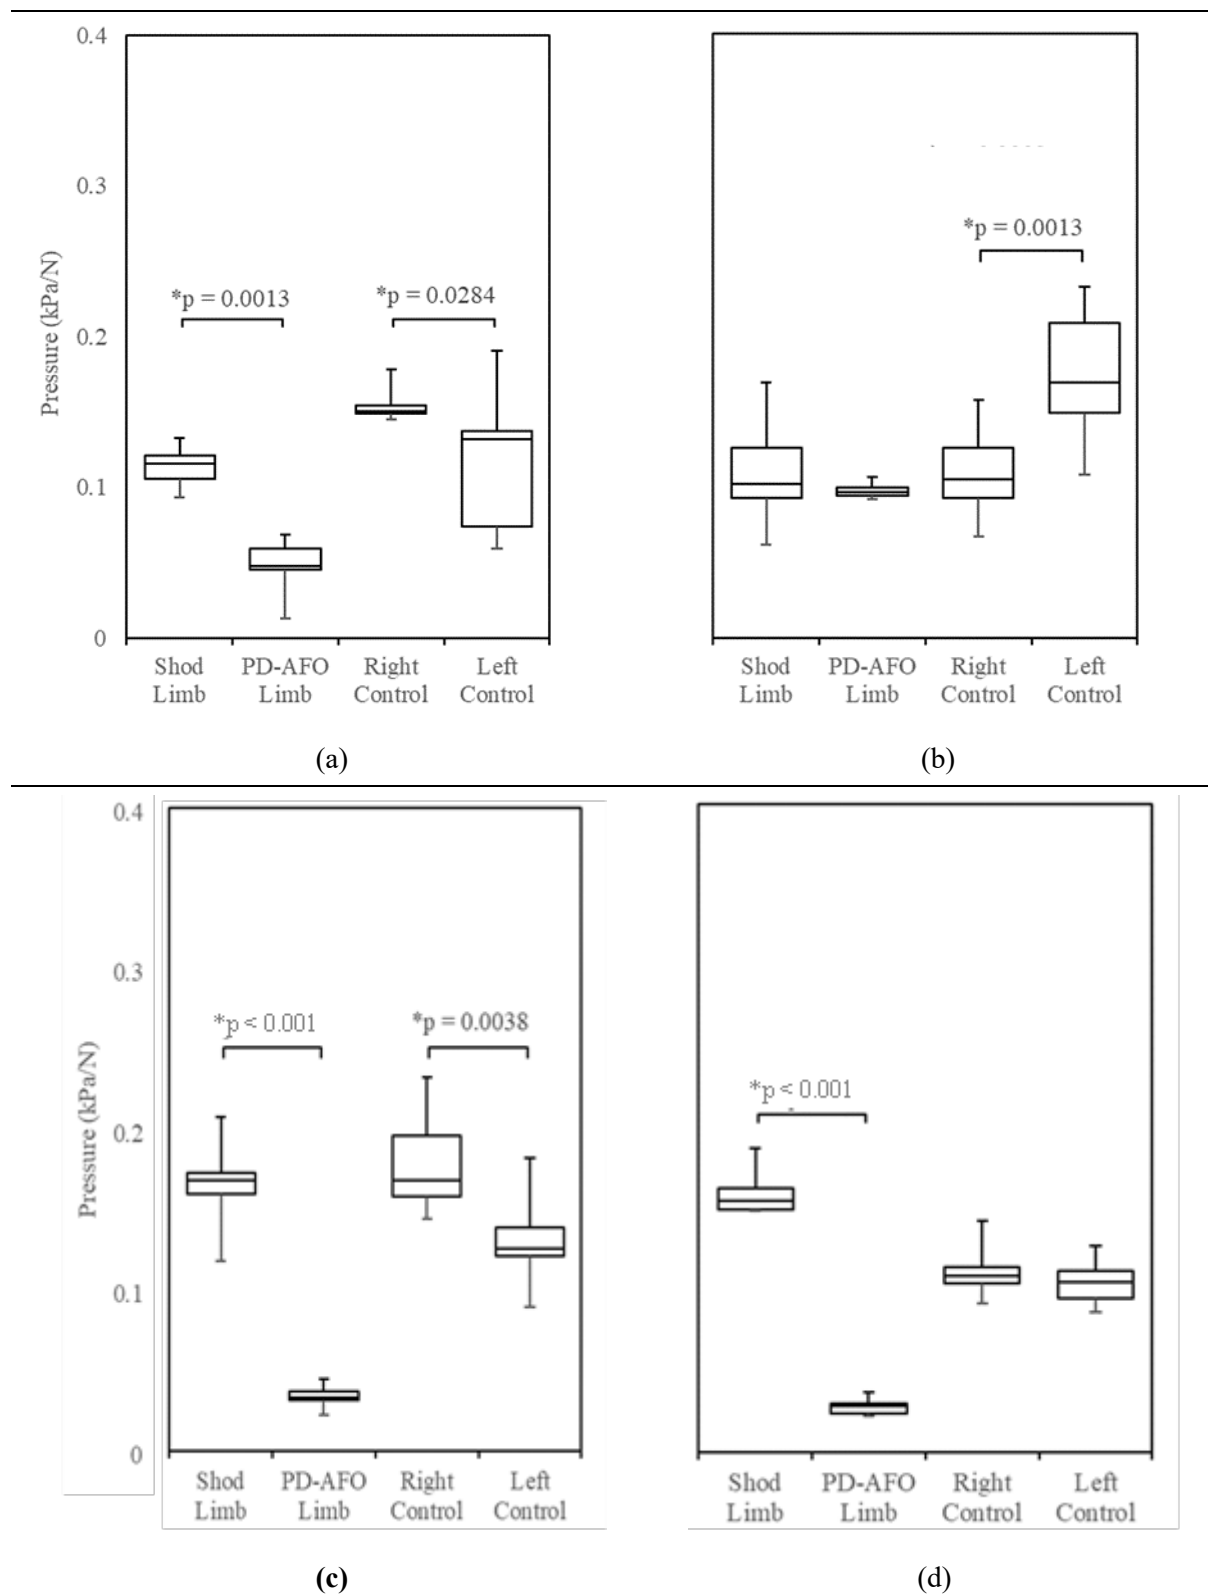 0.4
0.3
0.2
0.1
0
Pressure (kPa/N)
*p = 0.0013
*p = 0.0284
Shod Limb
PD-AFO Limb
Right Control
Left Control
(a)
*p = 0.0013
Shod Limb
PD-AFO Limb
Right Control
Left Control
(b)
0.4
0.3
0.2
0.1
0
Pressure (kPa/N)
*p < 0.001
*p = 0.0038
Shod Limb
PD-AFO Limb
Right Control
Left Control
(c)
*p < 0.001
Shod Limb
PD-AFO Limb
Right Control
Left Control
(d)